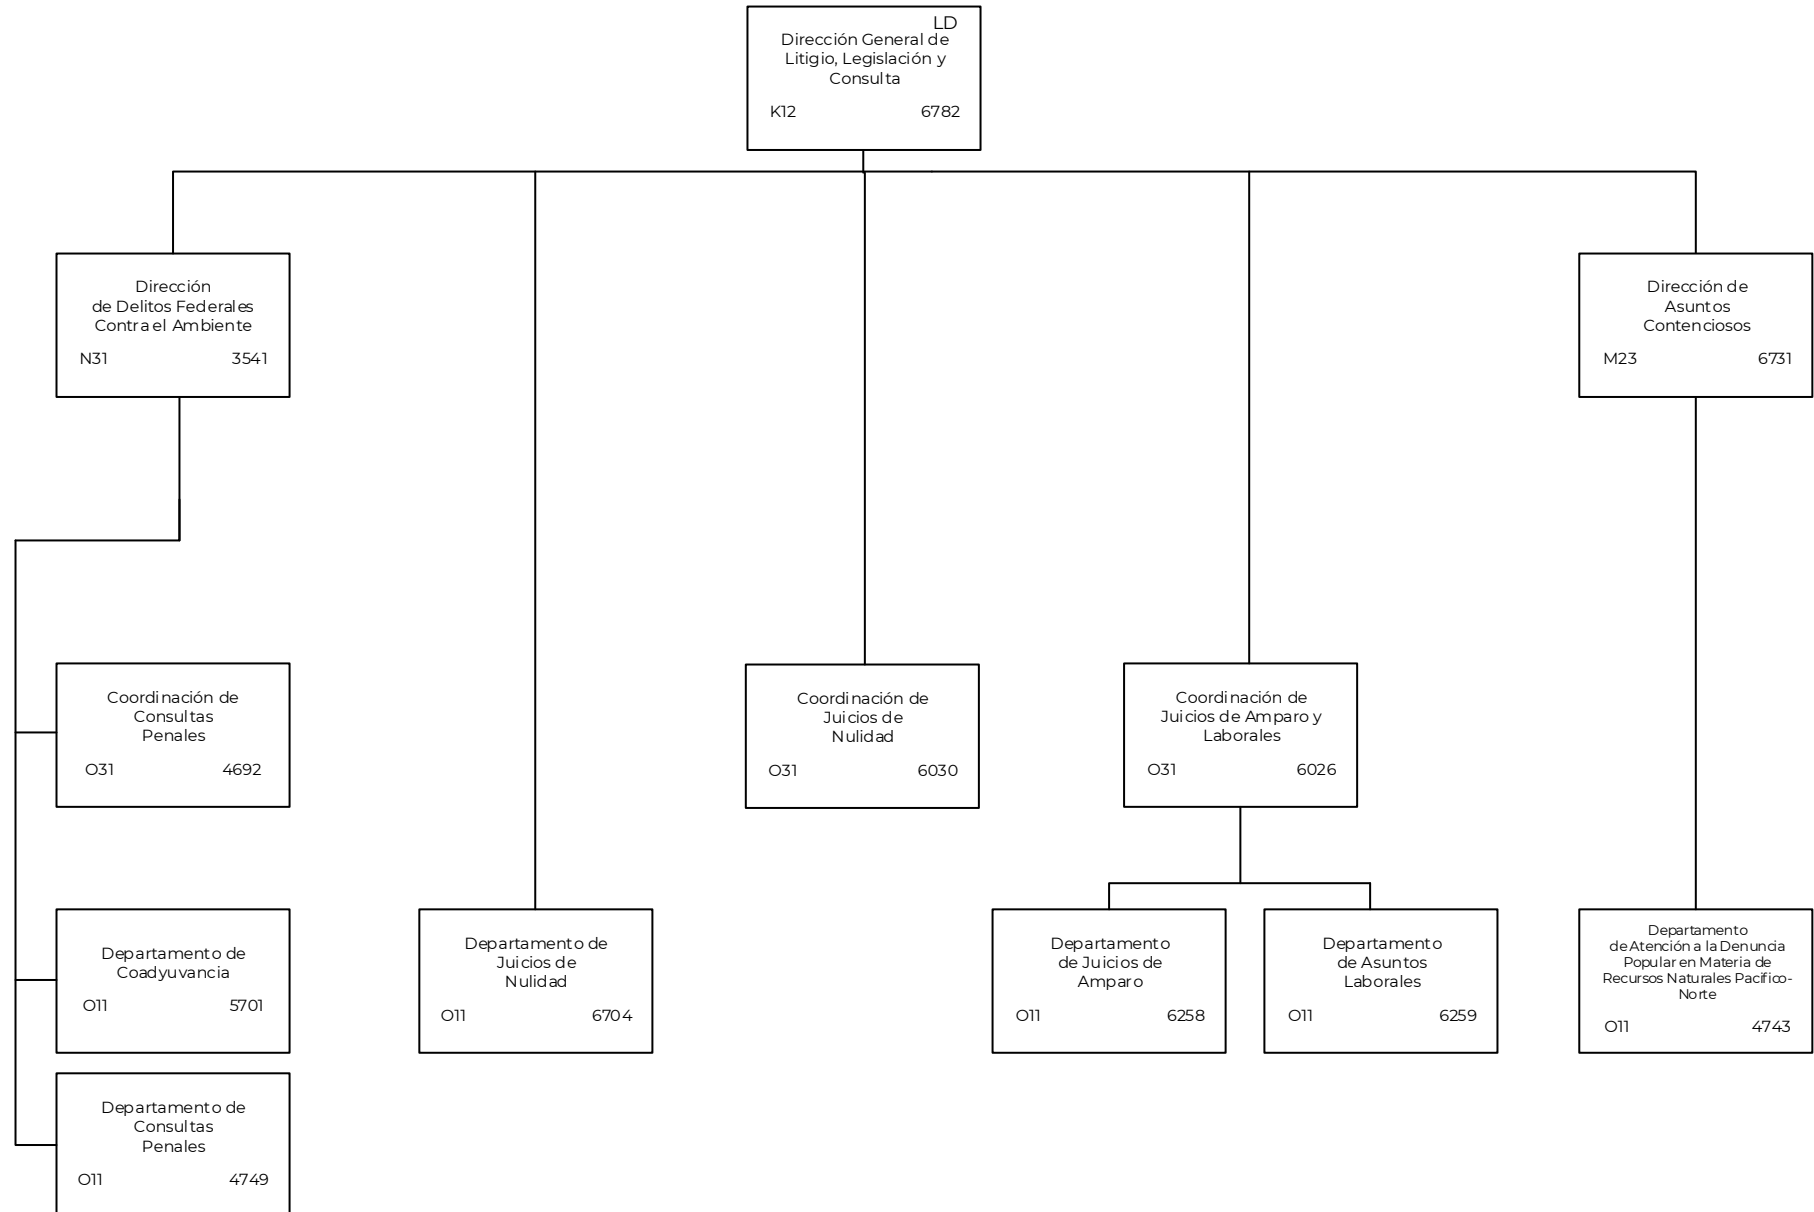 LD
Dirección General de
Litigio, Legislación y
Consulta
K12 6782
Dirección
de Delitos Federales
Contra el Ambiente
N31 3541
Dirección de
Asuntos
Contenciosos
M23 6731
Coordinación de
Consultas
Penales
O31 4692
Coordinación de
Juicios de
Nulidad
O31 6030
Coordinación de
Juicios de Amparo y
Laborales
O31 6026
Departamento de
Coadyuvancia
O11 5701
Departamento de
Juicios de
Nulidad
O11 6704
Departamento
de Juicios de
Amparo
O11 6258
Departamento
de Asuntos
Laborales
O11 6259
Departamento
de Atención a la Denuncia
Popular en Materia de
Recursos Naturales Pacifico-
Norte
O11 4743
Departamento de
Consultas
Penales
O11 4749